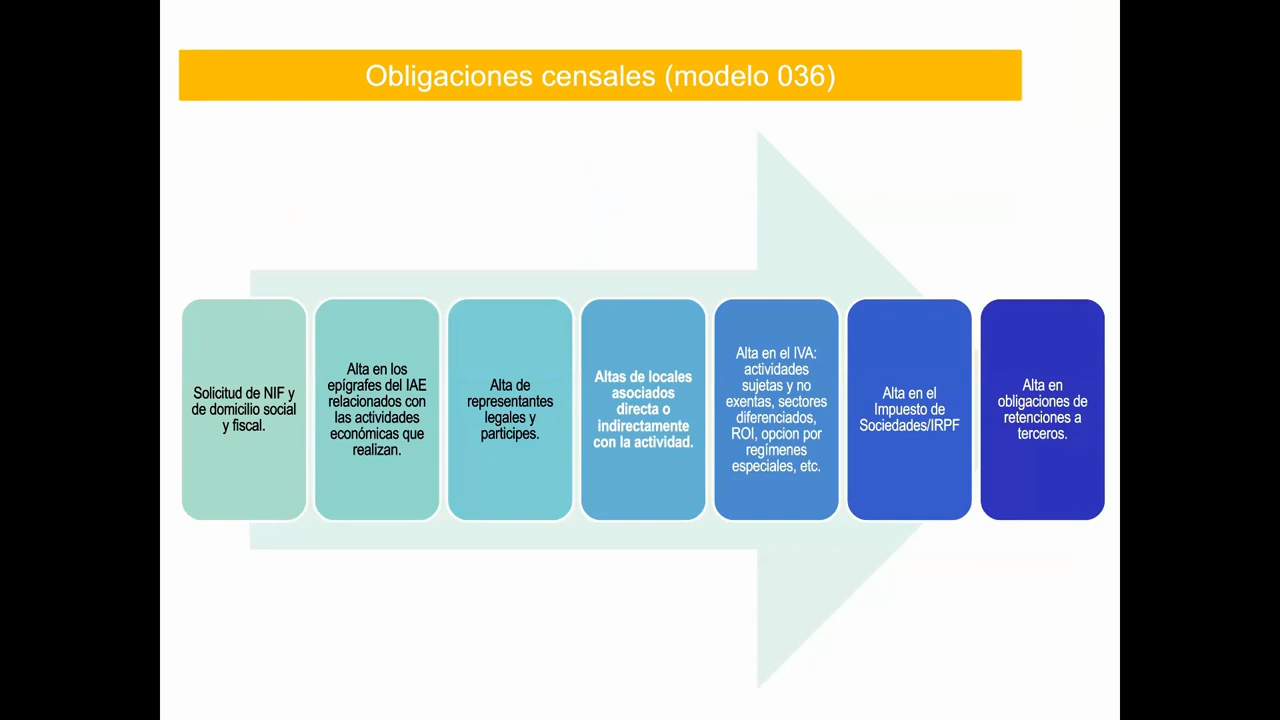 Obligaciones censales (modelo 036)
Solicitud de NIF y
de domicilio social
y fiscal.
Alta en los
epígrafes del IAE
relacionados con
las actividades
económicas que
realizan.
Alta de
representantes
legales y
participes.
Altas de locales
asociados
directa o
indirectamente
con la actividad.
Alta en el IVA:
actividades
sujetas y no
exentas, sectores
diferenciados,
ROI, opcion por
regímenes
especiales, etc.
Alta en el
Impuesto de
Sociedades/IRPF
Alta en
obligaciones de
retenciones a
terceros.